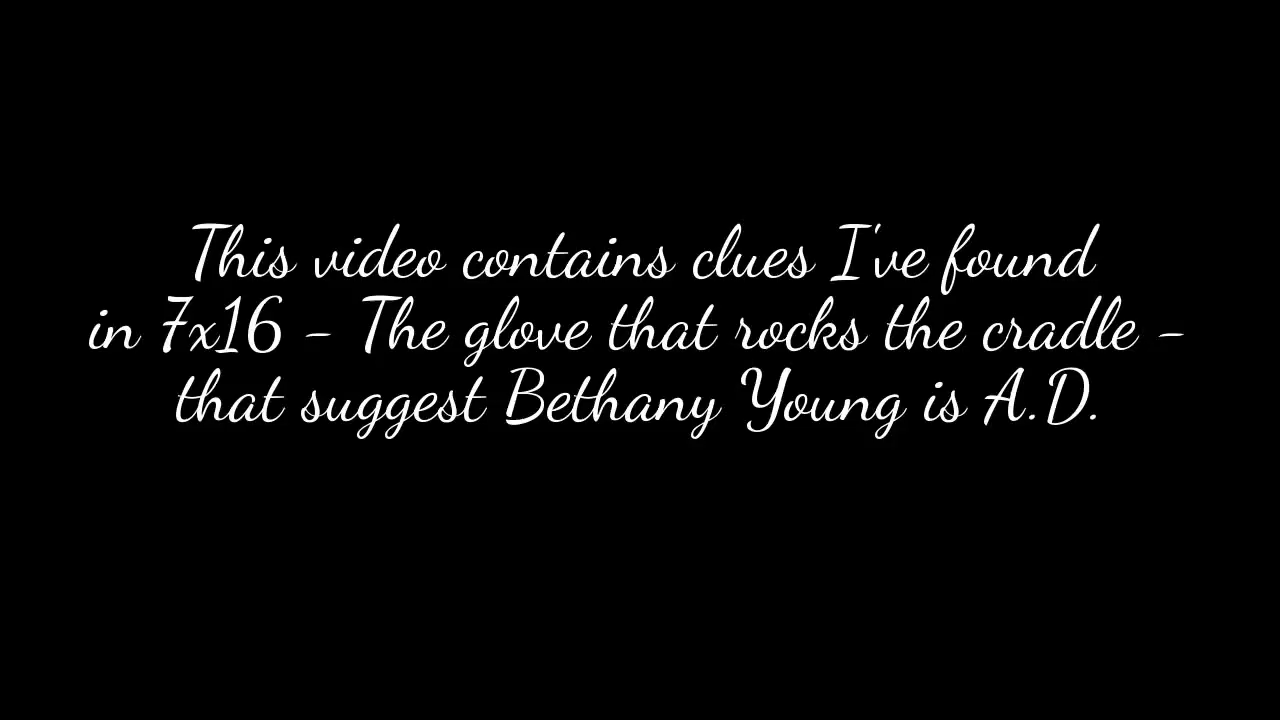 This video contains clues I've found
in 7x16 - The glove that rocks the cradle -
that suggest Bethany Young is A.D.